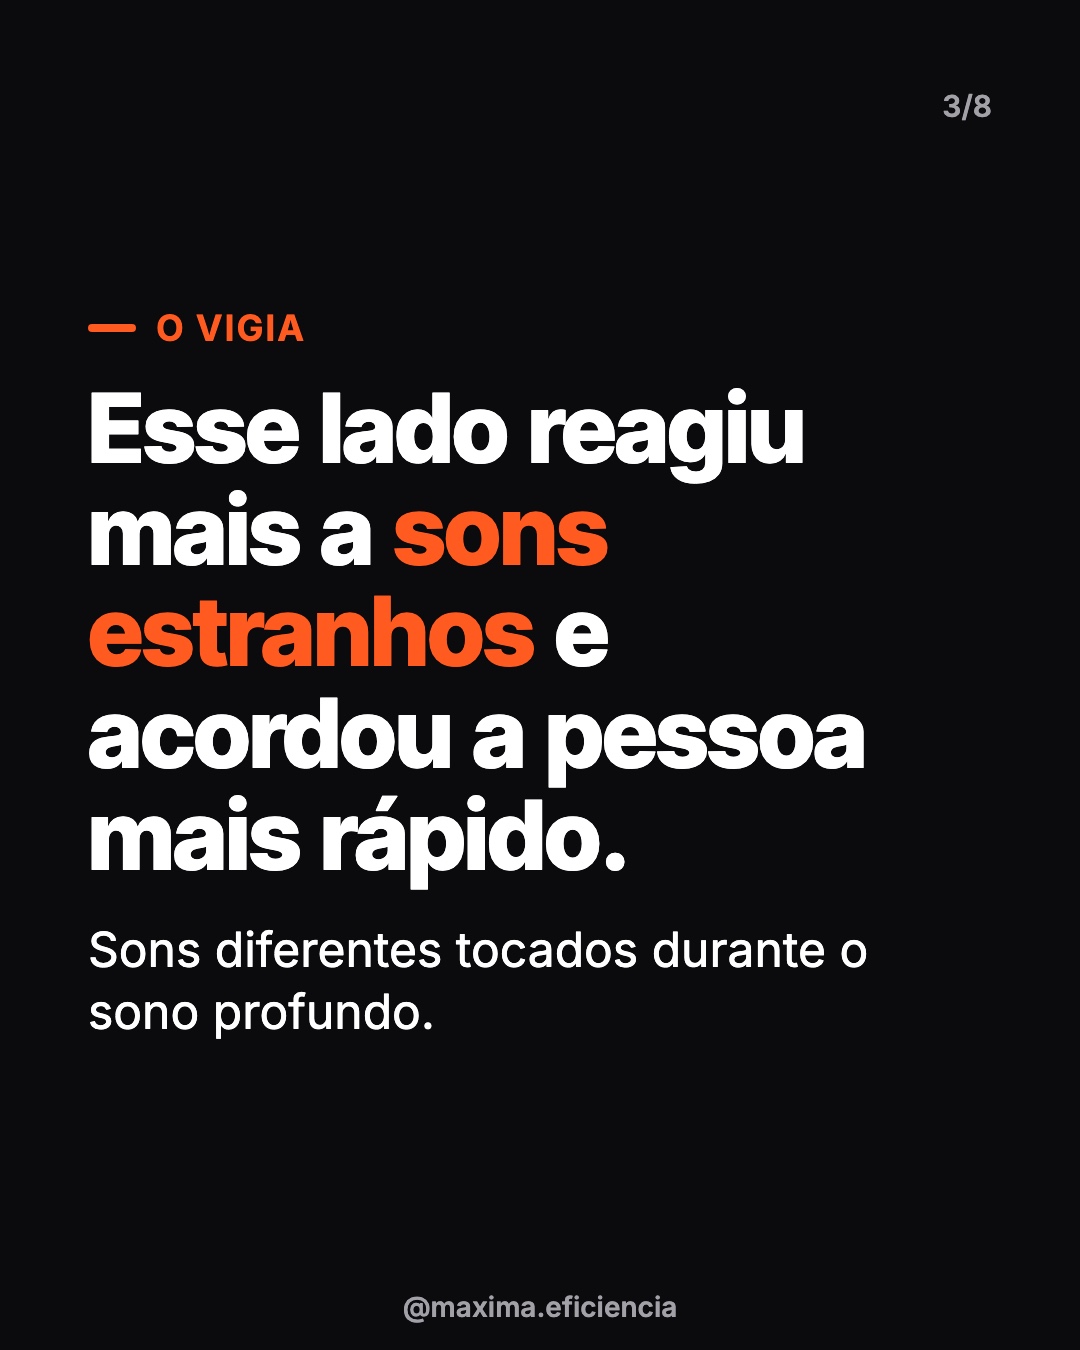 3/8
O VIGIA
Esse lado reagiu
mais a sons
estranhos e
acordou a pessoa
mais rápido.
Sons diferentes tocados durante o
sono profundo.
@maxima.eficiencia